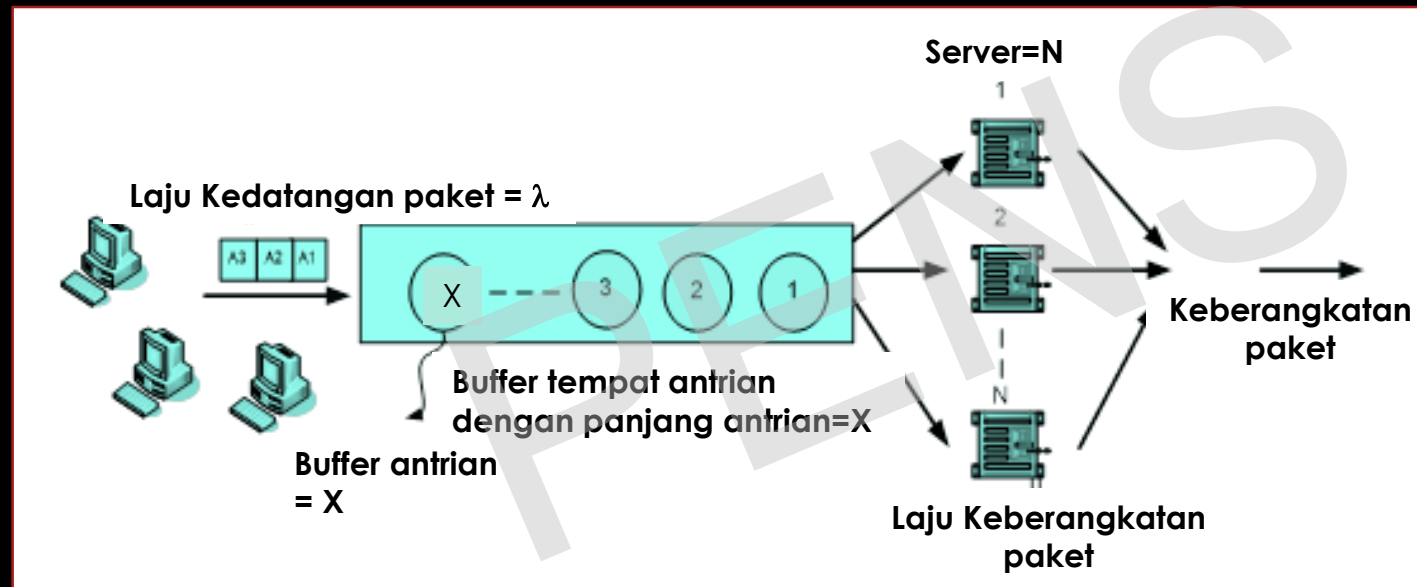 Server=N
1
Laju Kedatangan paket = λ
A3 A2 A1
2
X
3
2
1
Keberangkatan
paket
Buffer tempat antrian
dengan panjang antrian=X
N
Buffer antrian
= X
Laju Keberangkatan
paket
PENS